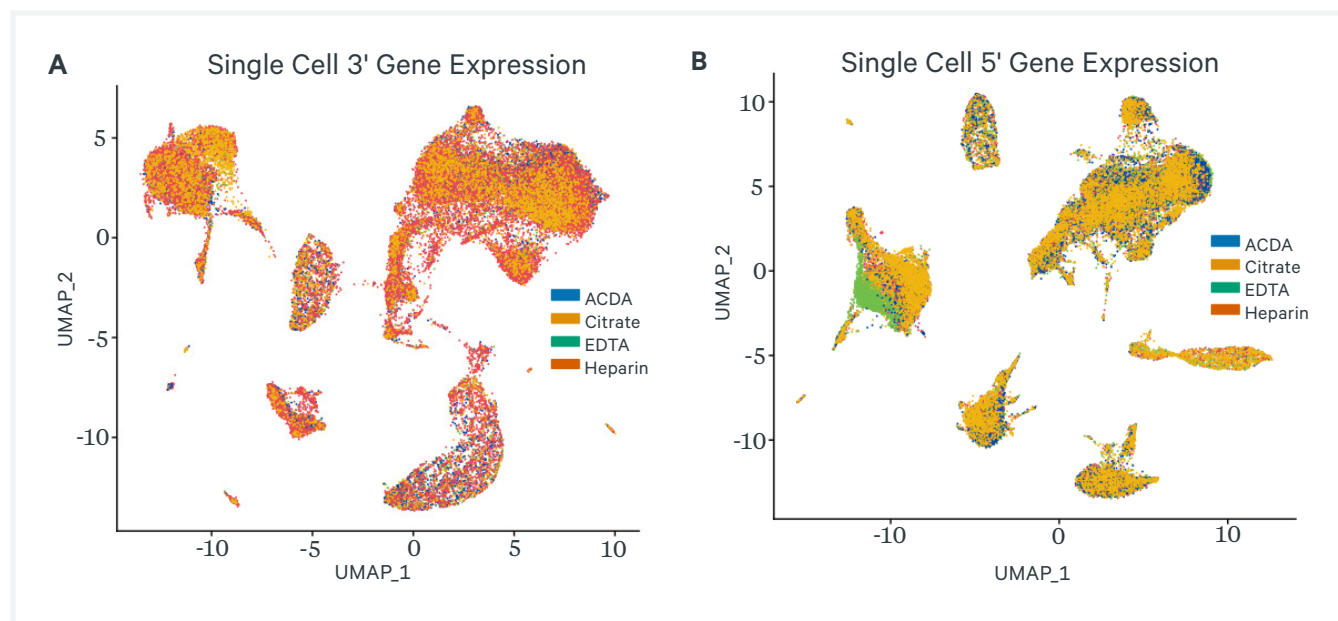 A
Single Cell 3' Gene Expression
5
0
-5
-10
UMAP_2
-10
-5
0
5
10
UMAP_1
ACDA
Citrate
EDTA
Heparin
B
Single Cell 5' Gene Expression
10
5
0
-5
-10
UMAP_2
-10
0
10
UMAP_1
ACDA
Citrate
EDTA
Heparin